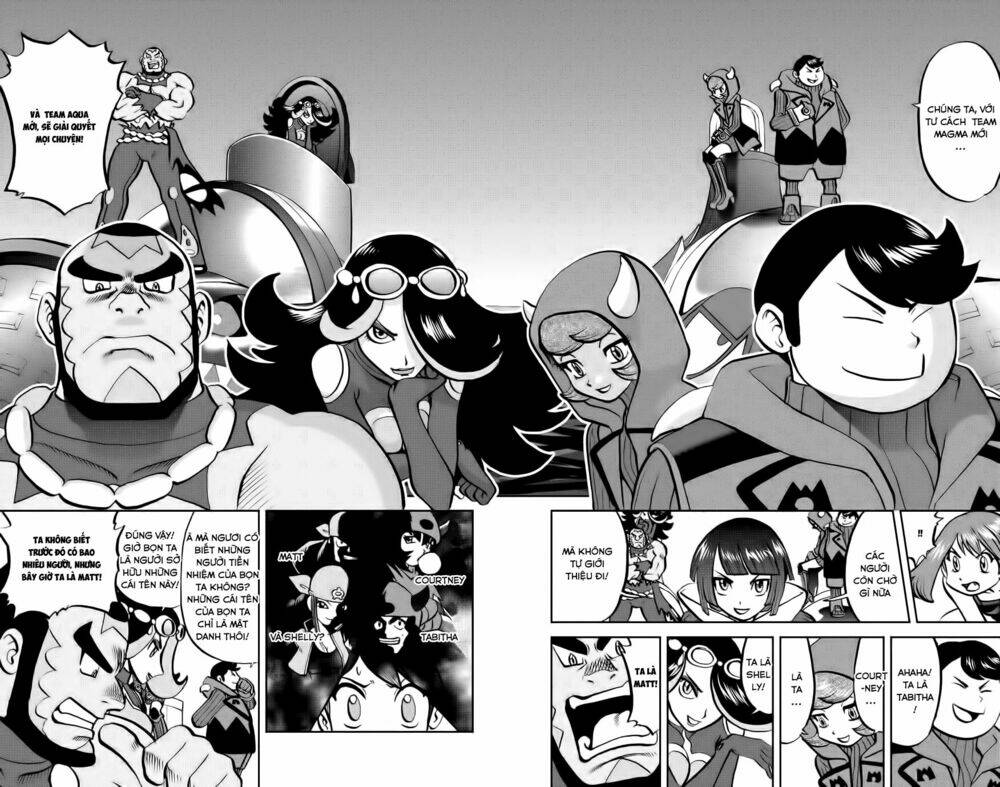 CHÚNG TA, VỚI
TƯ CÁCH TEAM
MAGMA MỚI
...
VÀ TEAM AQUA
MỚI, SẼ GIẢI QUYẾT
MỌI CHUYỆN!
!!
CÁC
NGƯƠI
CÒN CHỜ
GÌ NỮA
MÀ KHÔNG
TỰ GIỚI
THIỆU ĐI!
AHAHA!
TA LÀ
TABITHA
!
COURT
-NEY
...
LÀ
TA ...
TA LÀ
SHEL
LY!
TA LÀ
MATT!
MATT
COURTNEY
VÀ SHELLY?
TABITHA
À MÀ NGƯƠI CÓ
BIẾT NHỮNG
NGƯỜI TIỀN
NHIỆM CỦA BỌN
TA KHÔNG?
NHỮNG CÁI TÊN
CỦA BỌN TA
CHỈ LÀ MẬT
DANH THÔI!
ĐÚNG VẬY!
GIỜ BỌN TA
LÀ NGƯỜI SỞ
HỮU NHỮNG
CÁI TÊN NÀY!
TA KHÔNG BIẾT
TRƯỚC ĐÓ CÓ BAO
NHIÊU NGƯỜI, NHƯNG
BÂY GIỜ TA LÀ MATT!